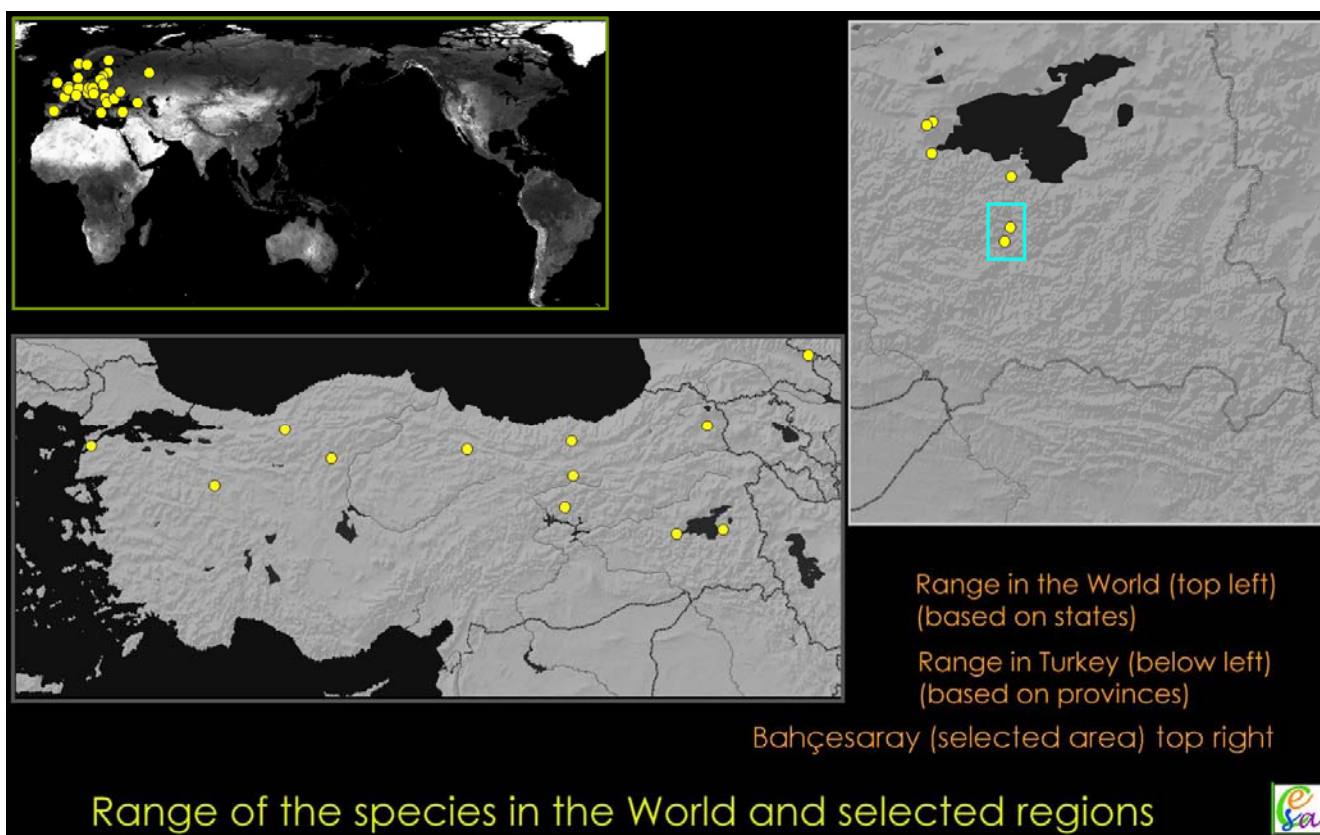 Range in the World (top left)
(based on states)
Range in Turkey (below left)
(based on provinces)
Bahçesaray (selected area) top right
Range of the species in the World and selected regions
Cesa